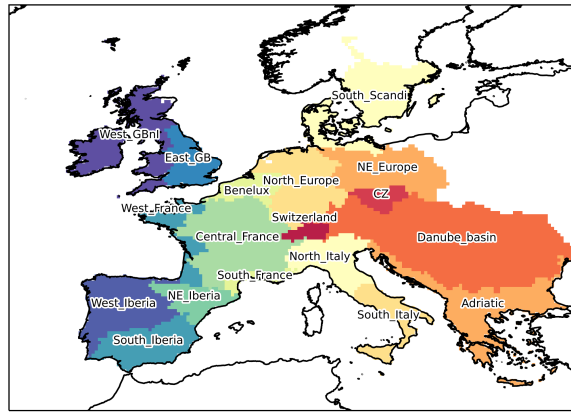 South_Scandi
West_GBnI
East_GB
NE_Europe
North_Europe
Benelux
CZ
West_France
Switzerland
Central_France
Danube_basin
North_Italy
South_France
NE_Iberia
West_Iberia
Adriatic
South_Italy
South_Iberia